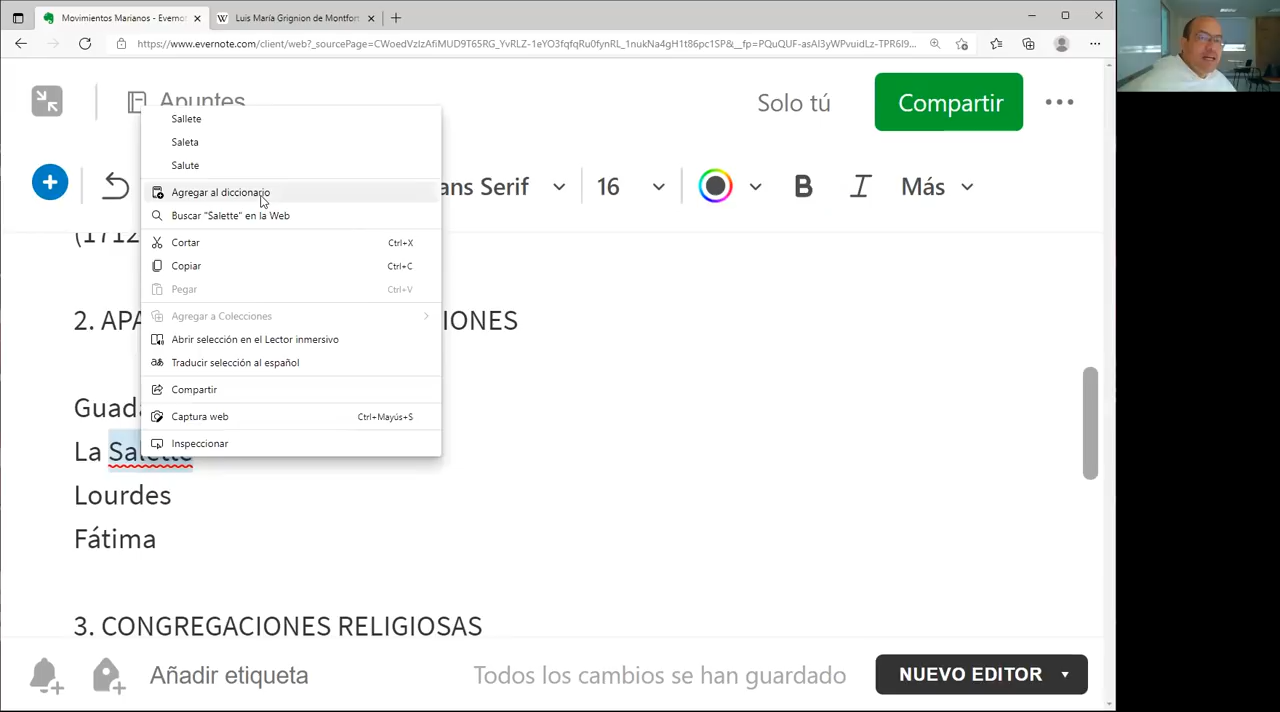 Movimientos Marianos - Everno
Luis María Grignion de Montfort
https://www.evernote.com/client/web?_sourcePage=CWoedVzIzAfiMUD9T65RG_YvRLZ-1eYO3fqfqRu0fynRL_1nukNa4gH1t86pc1SP&__fp=PQuQUF-asAI3yWPvuidLz-TPR6I9...
Apuntes
Solo tú
Compartir
ans Serif
16
B
I
Más
(1712
2. APA
IONES
Guada
La Salette
Lourdes
Fátima
3. CONGREGACIONES RELIGIOSAS
Sallete
Saleta
Salute
Agregar al diccionario
Buscar "Salette" en la Web
Cortar Ctrl+X
Copiar Ctrl+C
Pegar Ctrl+V
Agregar a Colecciones
Abrir selección en el Lector inmersivo
Traducir selección al español
Compartir
Captura web Ctrl+Mayús+S
Inspeccionar
Añadir etiqueta
Todos los cambios se han guardado
NUEVO EDITOR